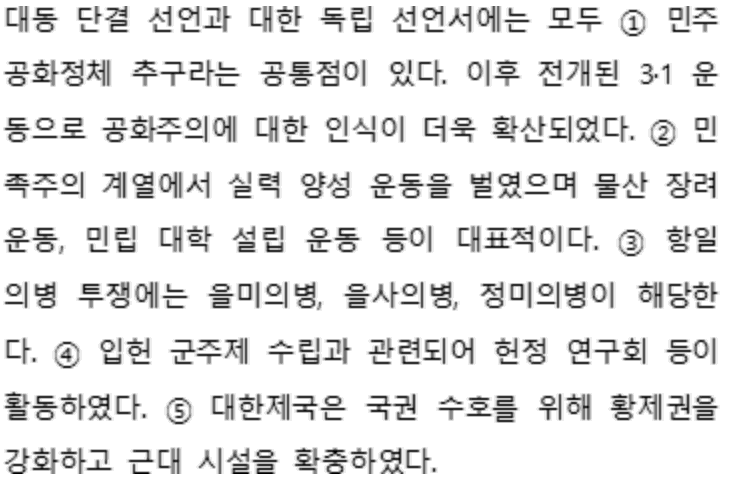 대동 단결 선언과 대한 독립 선언서에는 모두 ① 민주
공화정체 추구라는 공통점이 있다. 이후 전개된 3·1 운
동으로 공화주의에 대한 인식이 더욱 확산되었다. ② 민
족주의 계열에서 실력 양성 운동을 벌였으며 물산 장려
운동, 민립 대학 설립 운동 등이 대표적이다. ③ 항일
의병 투쟁에는 을미의병, 을사의병, 정미의병이 해당한
다. ④ 입헌 군주제 수립과 관련되어 헌정 연구회 등이
활동하였다. ⑤ 대한제국은 국권 수호를 위해 황제권을
강화하고 근대 시설을 확충하였다.